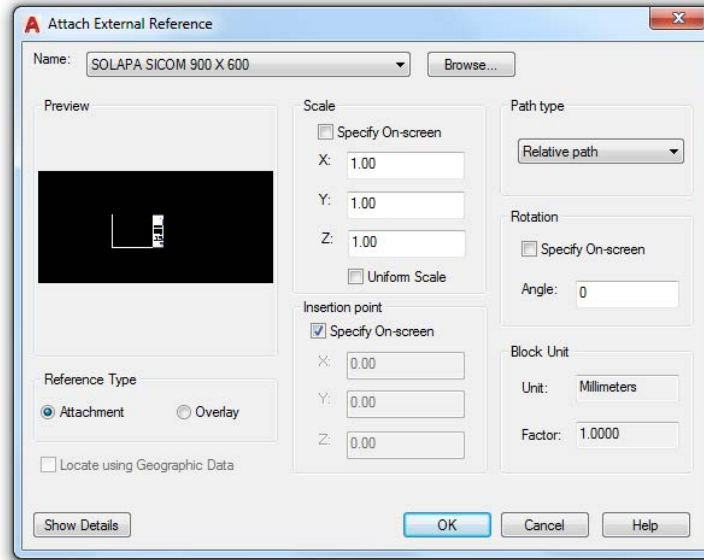 Attach External Reference
Name: SOLAPA SICOM 900 X 600 Browse...
Preview
Scale
Specify On-screen
X: 1.00
Y: 1.00
Z: 1.00
Uniform Scale
Path type
Relative path
Rotation
Specify On-screen
Angle: 0
Insertion point
Specify On-screen
X: 0.00
Y: 0.00
Z: 0.00
Block Unit
Unit: Millimeters
Factor: 1.0000
Reference Type
Attachment Overlay
Locate using Geographic Data
Show Details OK Cancel Help